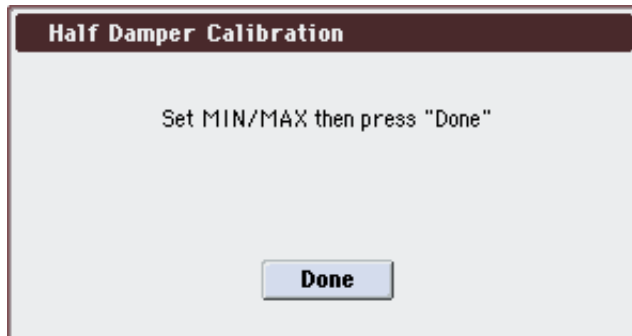 Half Damper Calibration
Set MIN/MAX then press "Done"
Done